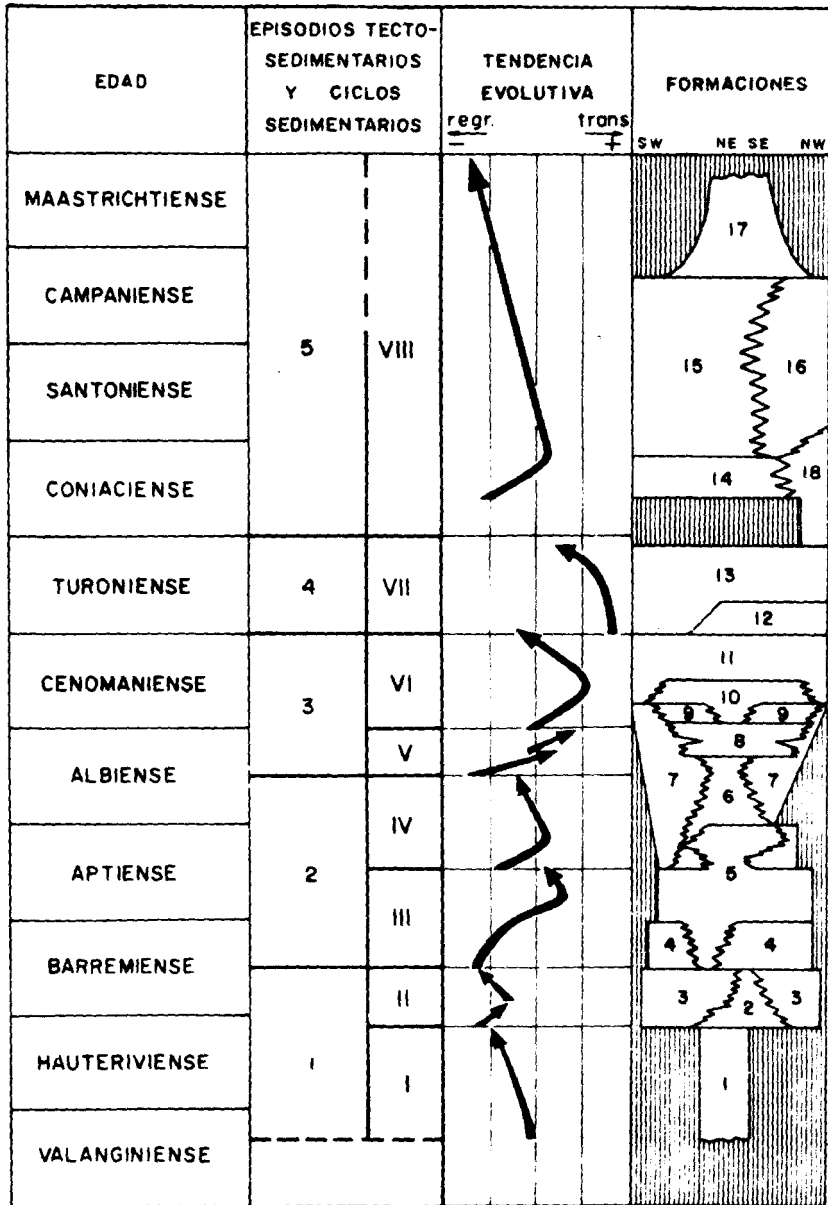 EDAD
EPISODIOS TECTO-
SEDIMENTARIOS
Y CICLOS
SEDIMENTARIOS
TENDENCIA
EVOLUTIVA
regr. trans
− +
FORMACIONES
SW NE SE NW
MAASTRICHTIENSE
17
CAMPANIENSE
5 VIII
15 16
SANTONIENSE
CONIACIENSE
14 18
TURONIENSE
4 VII
13
12
CENOMANIENSE
3 VI
11
10
9 9
ALBIENSE
V
8
7 6 7
IV
APTIENSE
2
5
III
BARREMIENSE
4 4
II
3 2 3
HAUTERIVIENSE
1 I
1
VALANGINIENSE